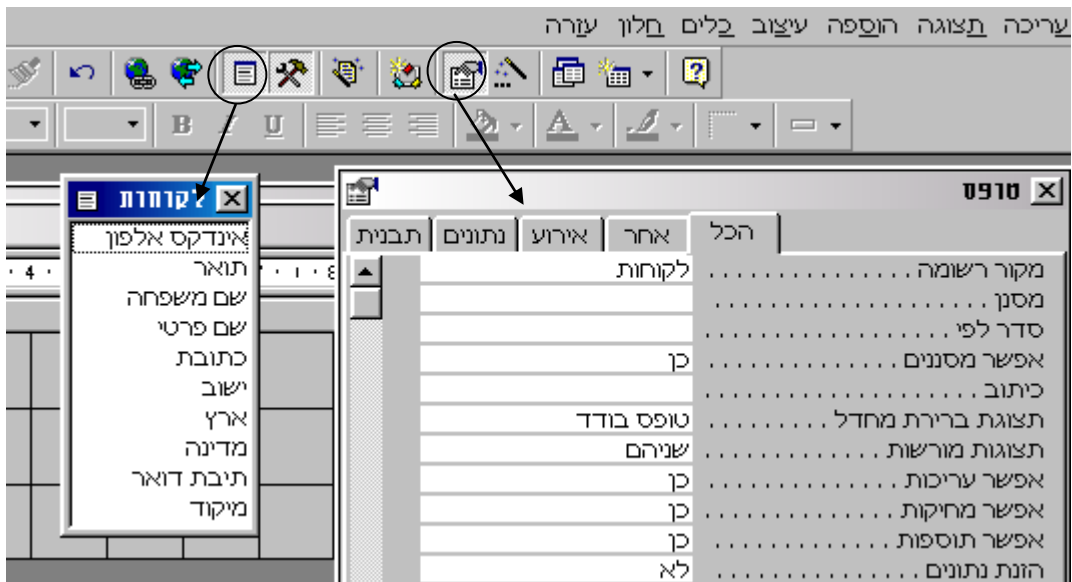 עריכה תצוגה הוספה עיצוב כלים חלון עזרה
B I U
לקוחות
אינדקס אלפון
תואר
שם משפחה
שם פרטי
כתובת
ישוב
ארץ
מדינה
תיבת דואר
מיקוד
טופס
הכל אחר אירוע נתונים תבנית
מקור רשומה . . . . . . . . . . . . . . . לקוחות
מסנן . . . . . . . . . . . . . . . . . . . .
סדר לפי . . . . . . . . . . . . . . . . . .
אפשר מסננים . . . . . . . . . . . . . . כן
כיתוב . . . . . . . . . . . . . . . . . . . .
תצוגת ברירת מחדל . . . . . . . . . טופס בודד
תצוגות מורשות . . . . . . . . . . . . . שניהם
אפשר עריכות . . . . . . . . . . . . . . כן
אפשר מחיקות . . . . . . . . . . . . . . כן
אפשר תוספות . . . . . . . . . . . . . . כן
הזנת נתונים . . . . . . . . . . . . . . . . לא